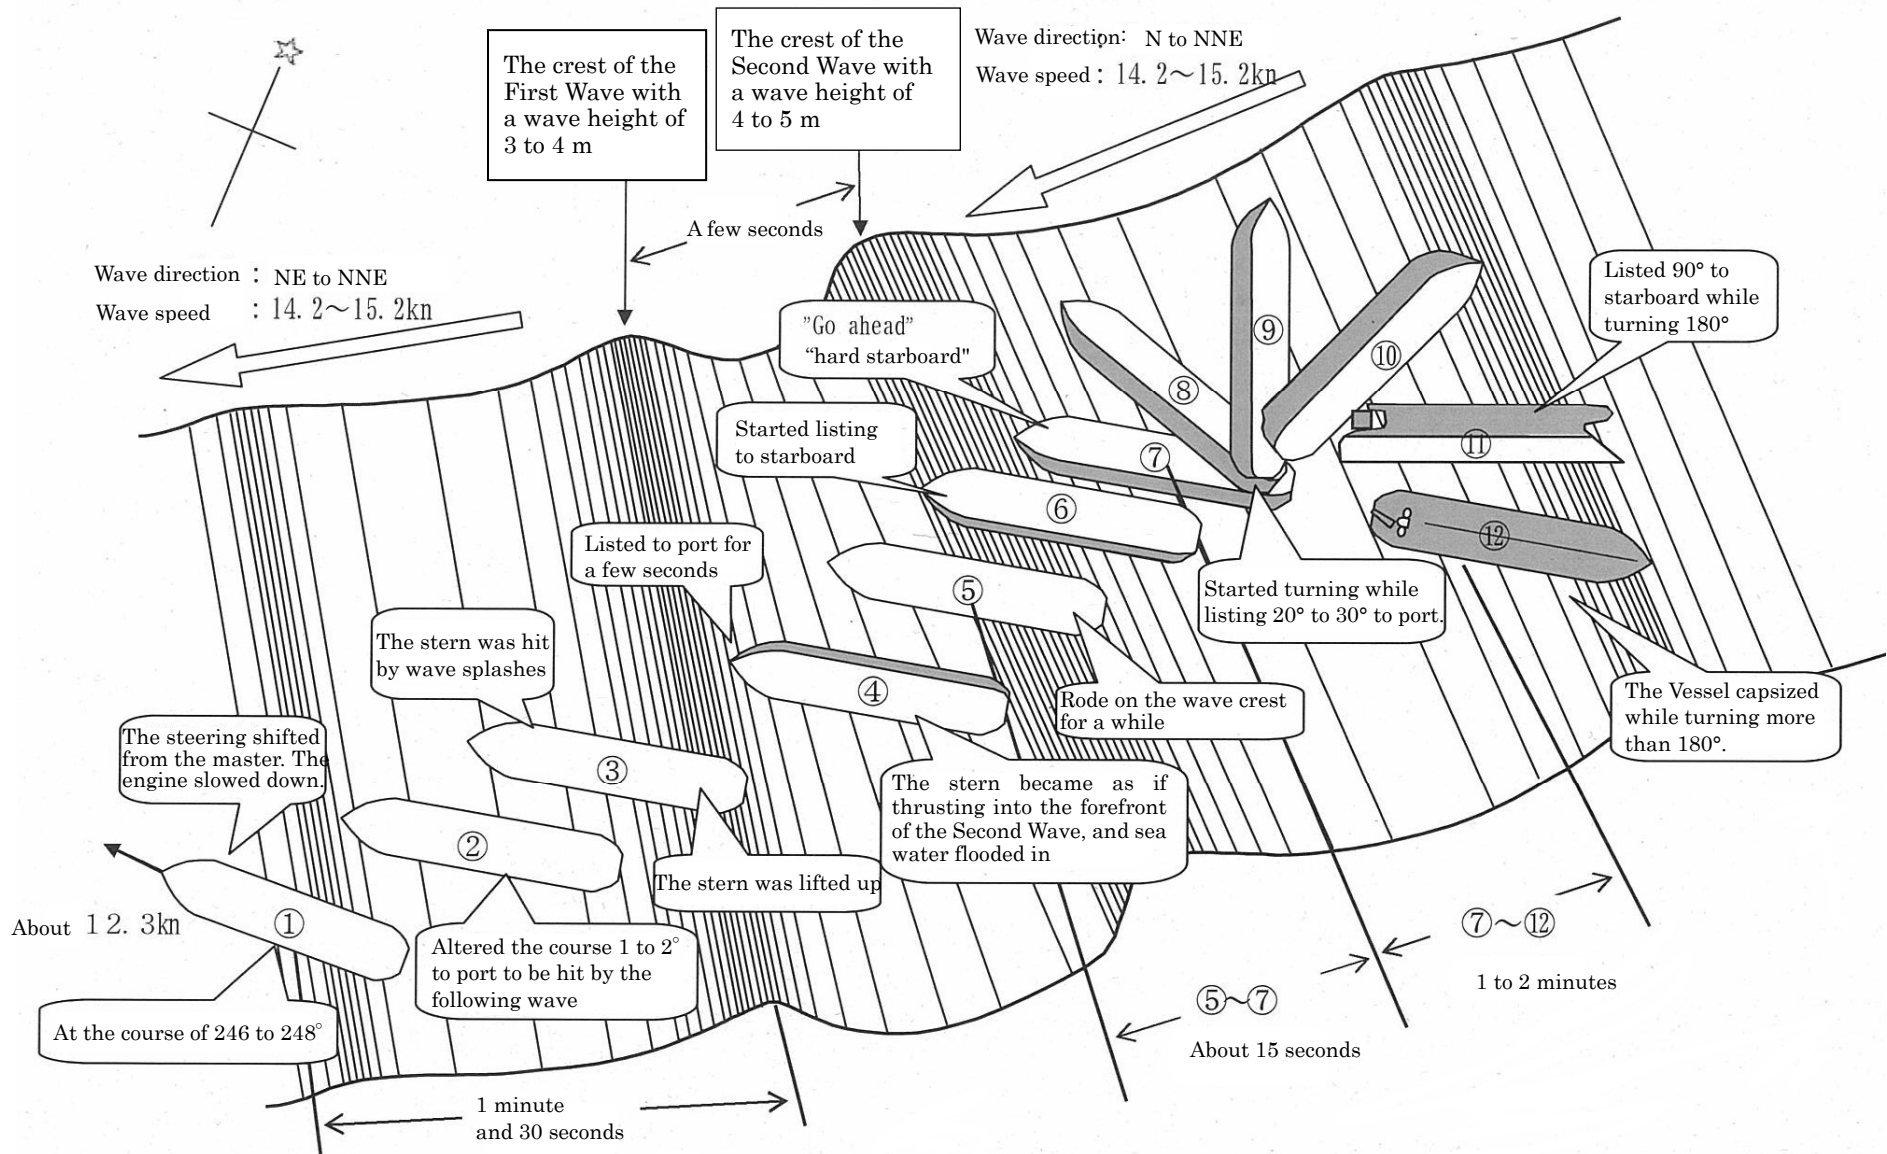 The crest of the
First Wave with
a wave height of
3 to 4 m
The crest of the
Second Wave with
a wave height of
4 to 5 m
Wave direction: N to NNE
Wave speed : 14.2～15.2kn
A few seconds
Wave direction : NE to NNE
Wave speed : 14.2～15.2kn
"Go ahead"
"hard starboard"
Listed 90° to
starboard while
turning 180°
Started listing
to starboard
Listed to port for
a few seconds
The stern was hit
by wave splashes
The steering shifted
from the master. The
engine slowed down.
Started turning while
listing 20° to 30° to port.
Rode on the wave crest
for a while
The Vessel capsized
while turning more
than 180°.
The stern became as if
thrusting into the forefront
of the Second Wave, and sea
water flooded in
The stern was lifted up
Altered the course 1 to 2°
to port to be hit by the
following wave
About 12.3kn
At the course of 246 to 248°
①
②
③
④
⑤
⑥
⑦
⑧
⑨
⑩
⑪
⑫
1 minute
and 30 seconds
⑤～⑦
About 15 seconds
⑦～⑫
1 to 2 minutes